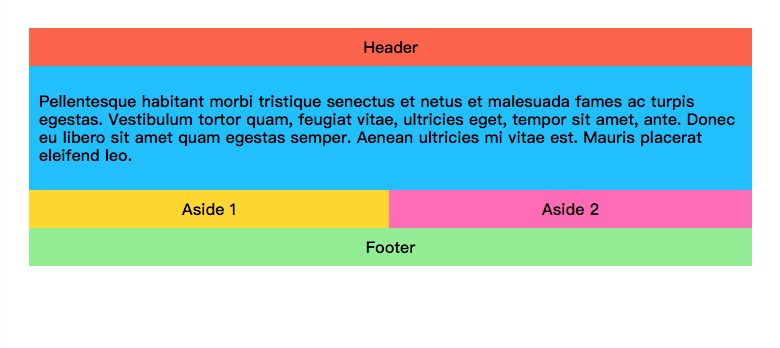 Header
Pellentesque habitant morbi tristique senectus et netus et malesuada fames ac turpis
egestas. Vestibulum tortor quam, feugiat vitae, ultricies eget, tempor sit amet, ante. Donec
eu libero sit amet quam egestas semper. Aenean ultricies mi vitae est. Mauris placerat
eleifend leo.
Aside 1
Aside 2
Footer